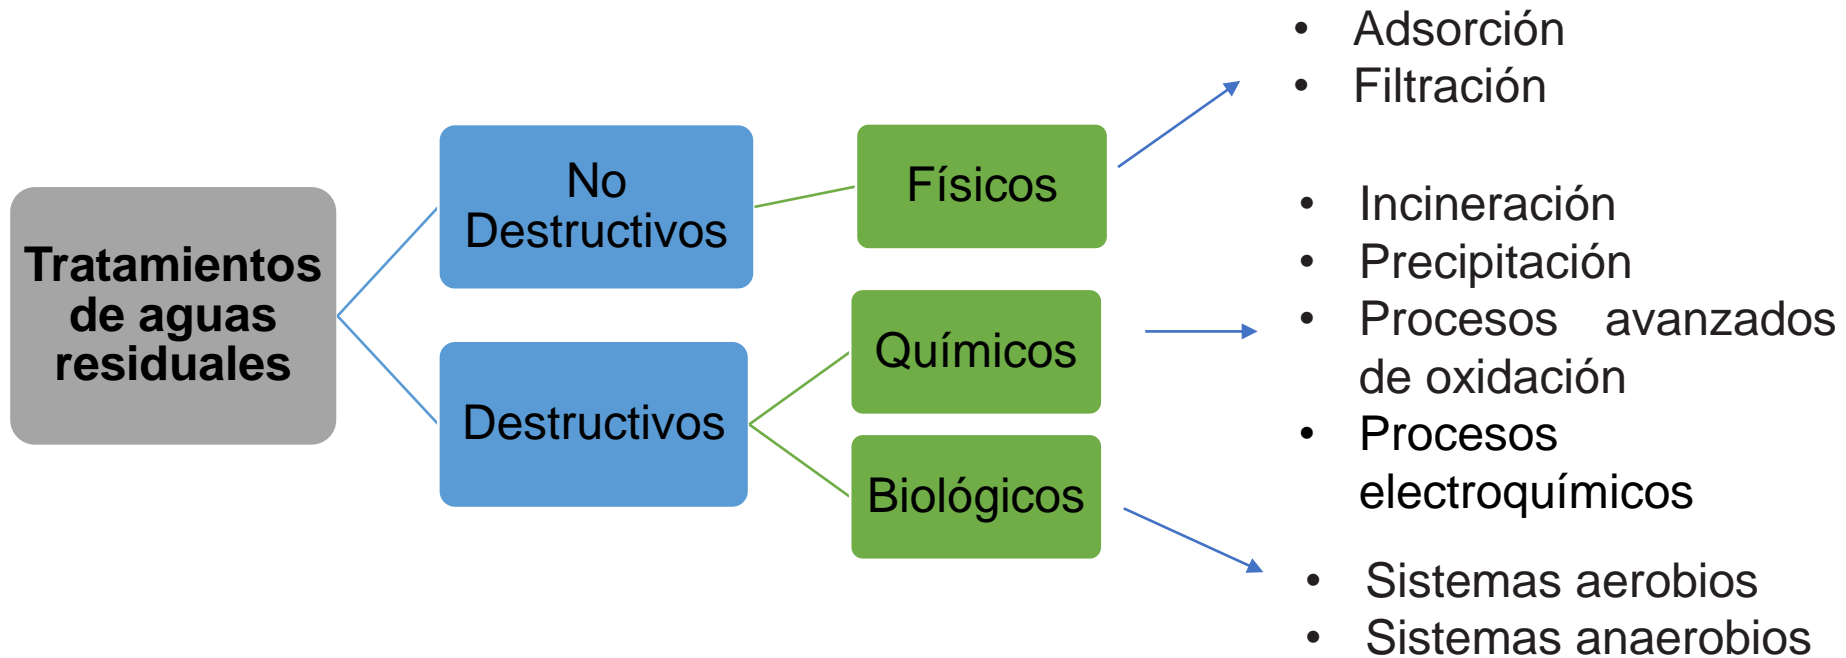 Tratamientos
de aguas
residuales
No
Destructivos
Destructivos
Físicos
Químicos
Biológicos
• Adsorción
• Filtración
• Incineración
• Precipitación
• Procesos avanzados
de oxidación
• Procesos
electroquímicos
• Sistemas aerobios
• Sistemas anaerobios